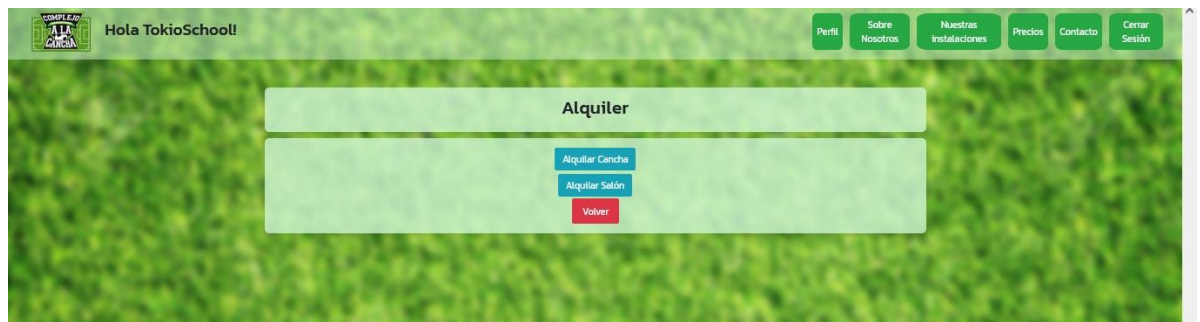 COMPLEJO
A LA
CANCHA
Hola TokioSchool!
Perfil
Sobre
Nosotros
Nuestras
instalaciones
Precios
Contacto
Cerrar
Sesión
Alquiler
Alquilar Cancha
Alquilar Salón
Volver